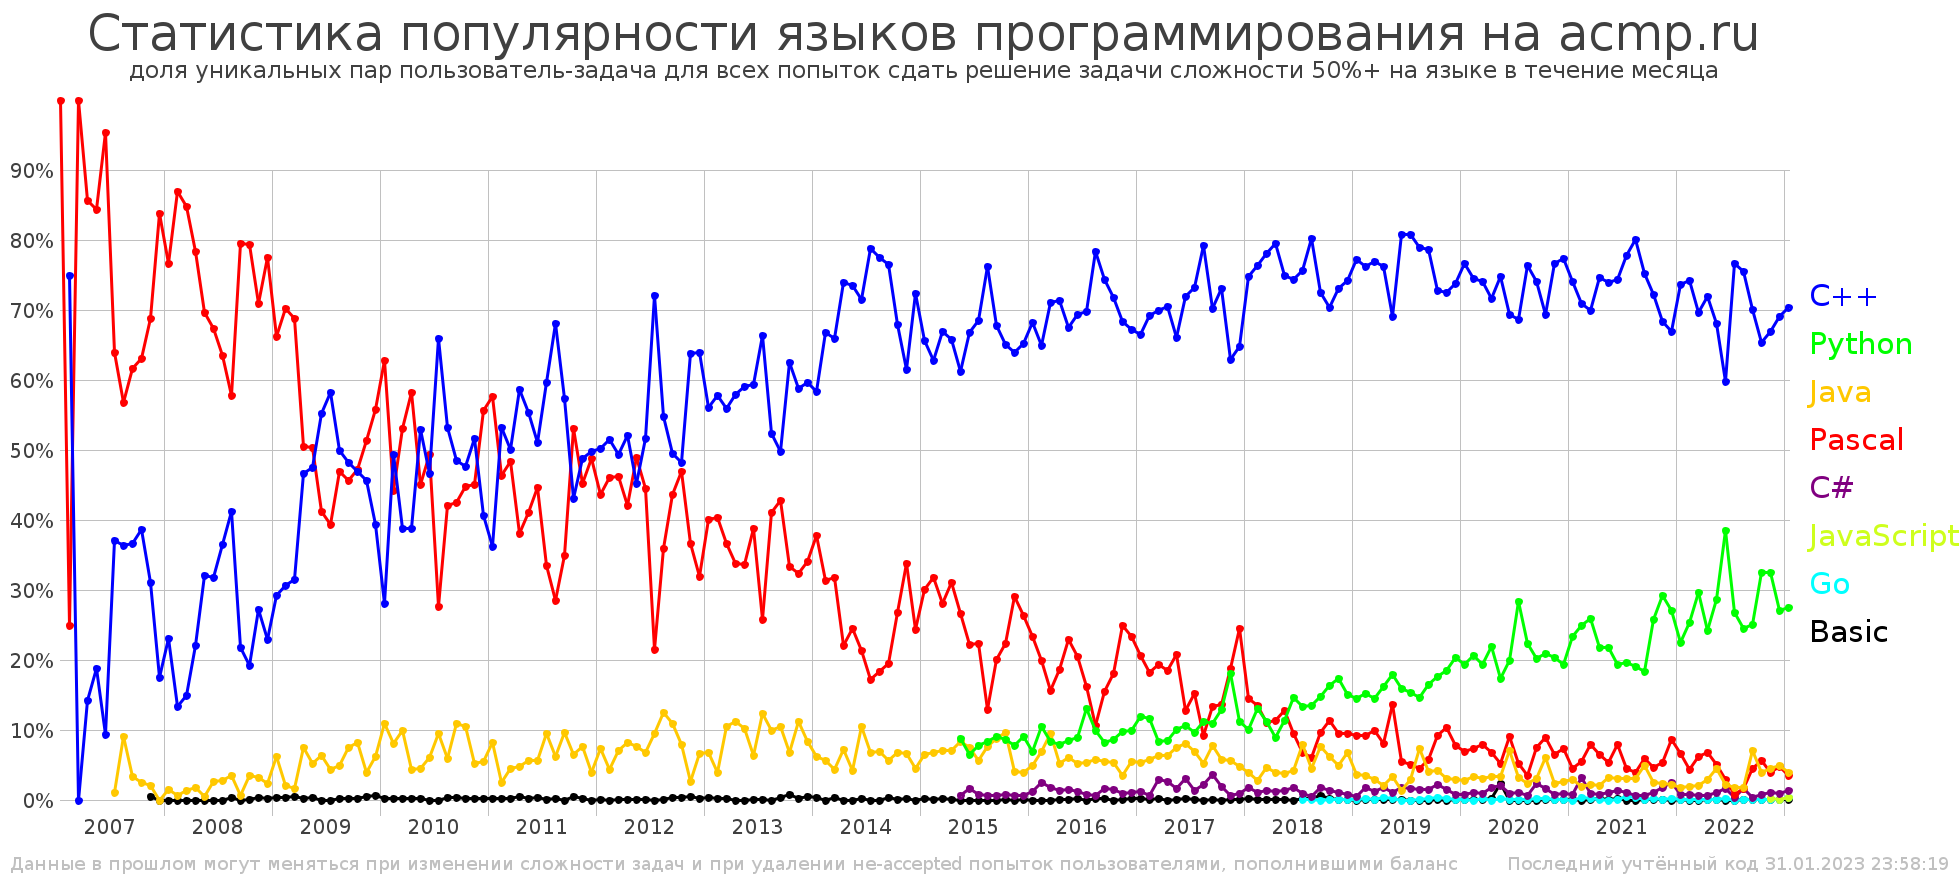 Статистика популярности языков программирования на acmp.ru
доля уникальных пар пользователь-задача для всех попыток сдать решение задачи сложности 50%+ на языке в течение месяца
90%
80%
70%
60%
50%
40%
30%
20%
10%
0%
C++
Python
Java
Pascal
C#
JavaScript
Go
Basic
2007 2008 2009 2010 2011 2012 2013 2014 2015 2016 2017 2018 2019 2020 2021 2022
Данные в прошлом могут меняться при изменении сложности задач и при удалении не-accepted попыток пользователями, пополнившими баланс Последний учтённый код 31.01.2023 23:58:19